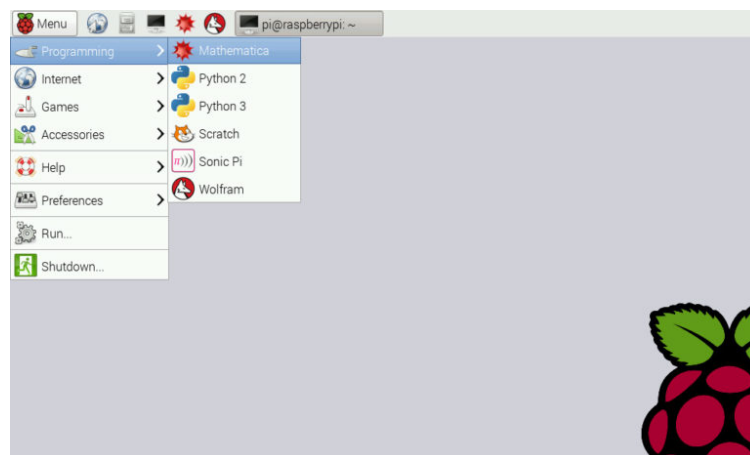 Menu
pi@raspberrypi: ~
Programming
Mathematica
Internet
Python 2
Games
Python 3
Accessories
Scratch
Help
Sonic Pi
Preferences
Wolfram
Run...
Shutdown...